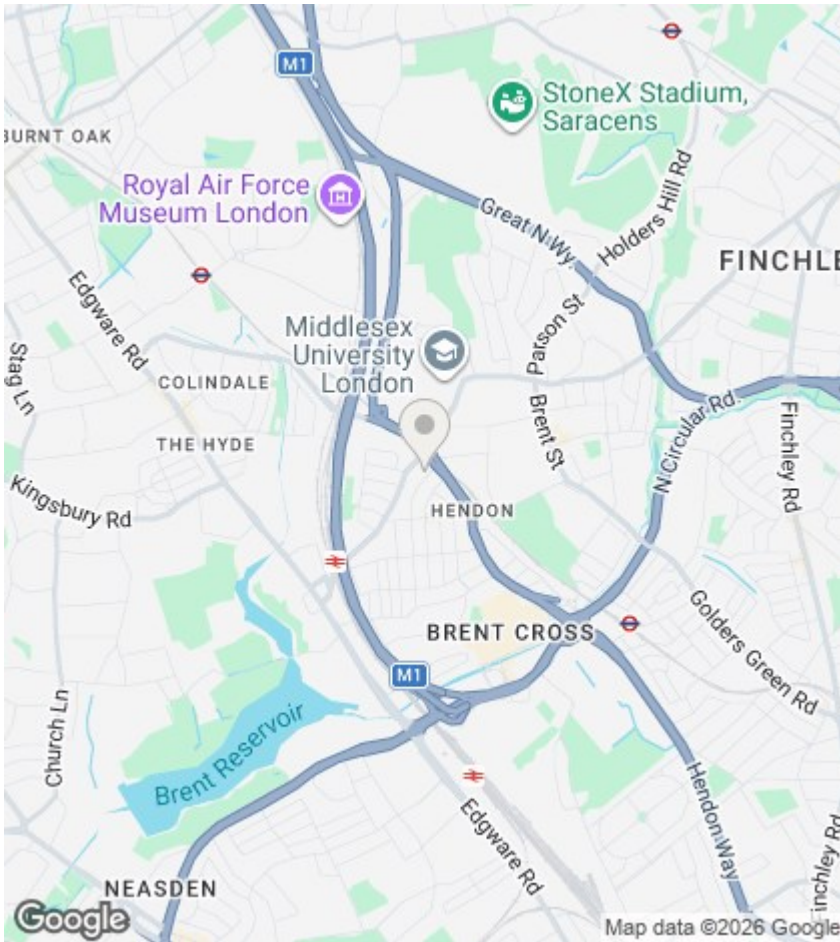 M1
StoneX Stadium,
Saracens
BURNT OAK
Royal Air Force
Museum London
Great N Wy.
Holders Hill Rd
FINCHLE
Edgware Rd
Stag Ln
Middlesex
University
London
Parson St
COLINDALE
Brent St
N Circular Rd.
Finchley Rd
THE HYDE
Kingsbury Rd
HENDON
BRENT CROSS
Golders Green Rd
M1
Church Ln
Brent Reservoir
Hendon Way
Edgware Rd
Finchley Rd
NEASDEN
Google
Map data ©2026 Google